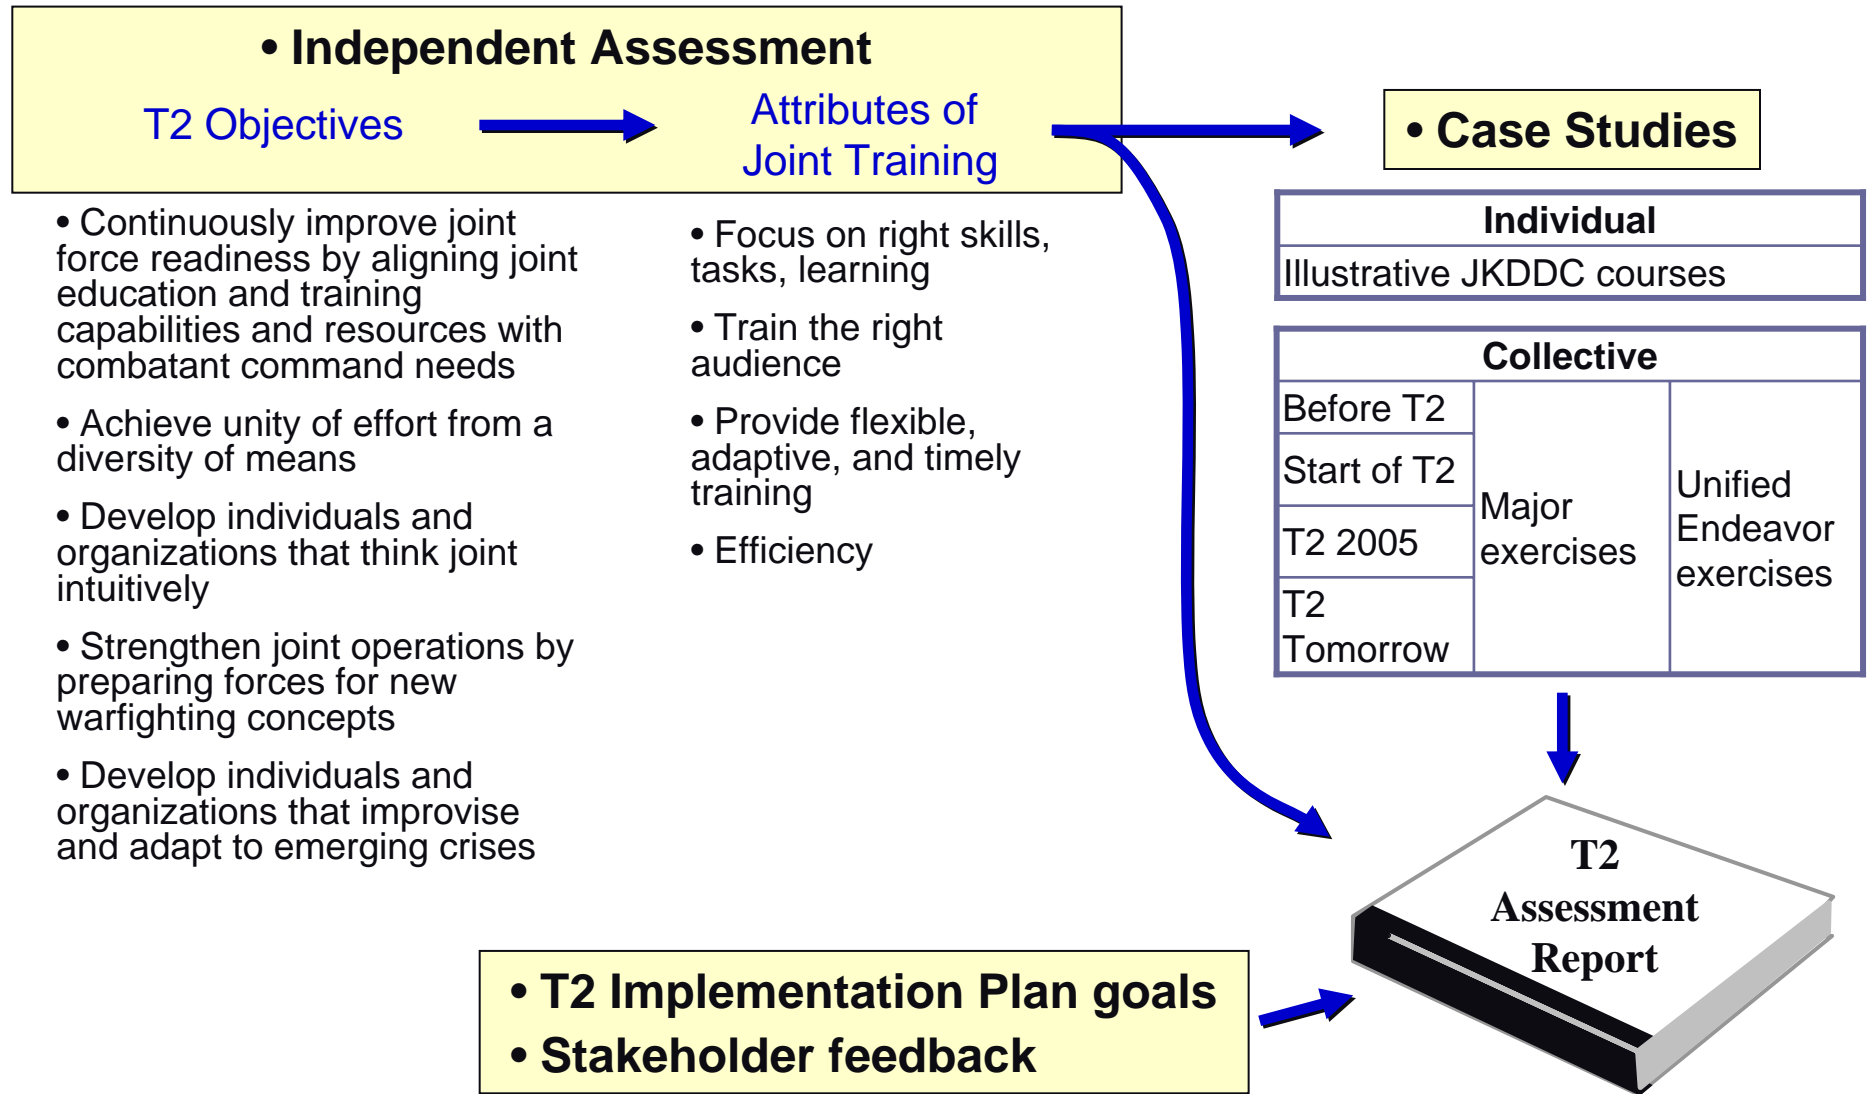 • Independent Assessment
T2 Objectives
Attributes of
Joint Training
• Continuously improve joint
force readiness by aligning joint
education and training
capabilities and resources with
combatant command needs
• Achieve unity of effort from a
diversity of means
• Develop individuals and
organizations that think joint
intuitively
• Strengthen joint operations by
preparing forces for new
warfighting concepts
• Develop individuals and
organizations that improvise
and adapt to emerging crises
• Focus on right skills,
tasks, learning
• Train the right
audience
• Provide flexible,
adaptive, and timely
training
• Efficiency
• Case Studies
Individual
Illustrative JKDDC courses
Collective
Before T2
Start of T2
T2 2005
T2
Tomorrow
Major
exercises
Unified
Endeavor
exercises
T2
Assessment
Report
• T2 Implementation Plan goals
• Stakeholder feedback